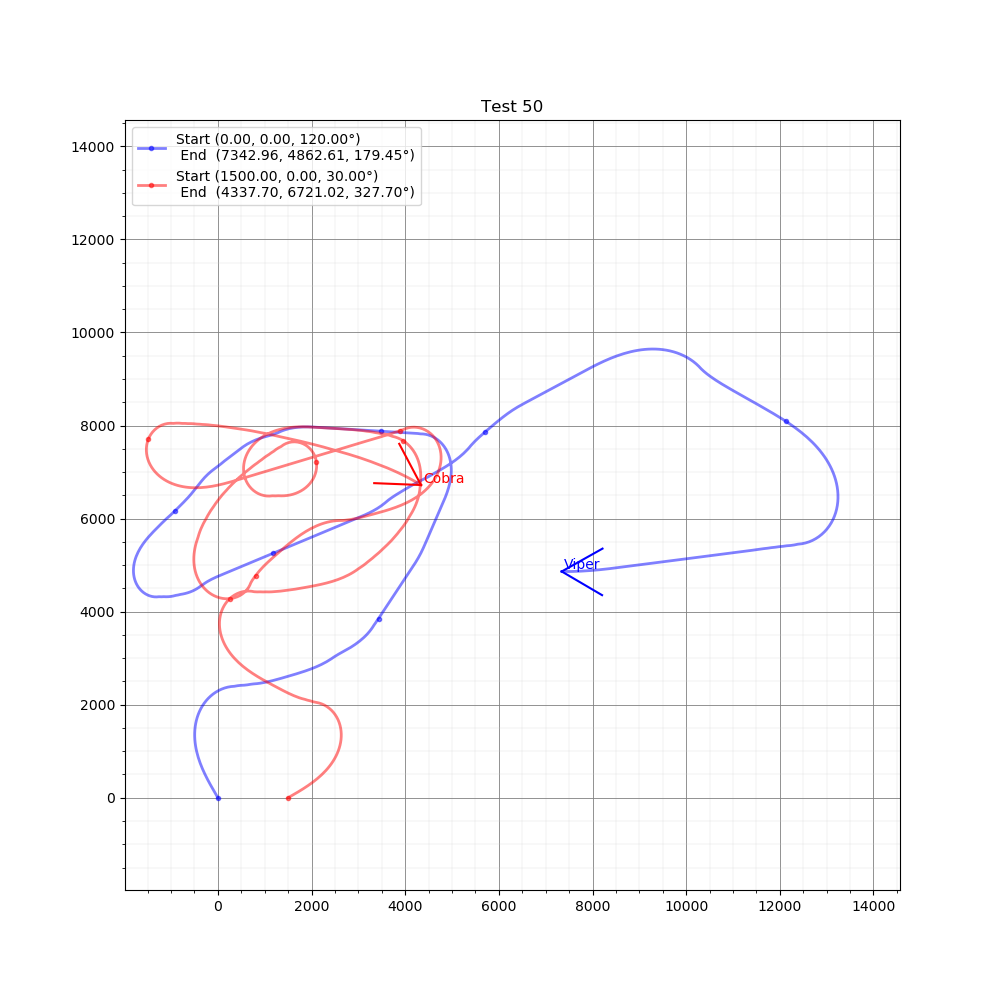 Test 50
Start (0.00, 0.00, 120.00°)
End (7342.96, 4862.61, 179.45°)
Start (1500.00, 0.00, 30.00°)
End (4337.70, 6721.02, 327.70°)
14000
12000
10000
8000
6000
4000
2000
0
Cobra
Viper
0 2000 4000 6000 8000 10000 12000 14000